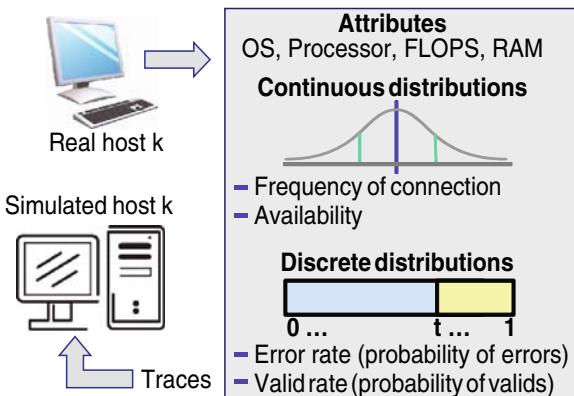 Real host k
Simulated host k
Traces
Attributes
OS, Processor, FLOPS, RAM
Continuous distributions
– Frequency of connection
– Availability
Discrete distributions
0 ... t ... 1
– Error rate (probability of errors)
– Valid rate (probability of valids)